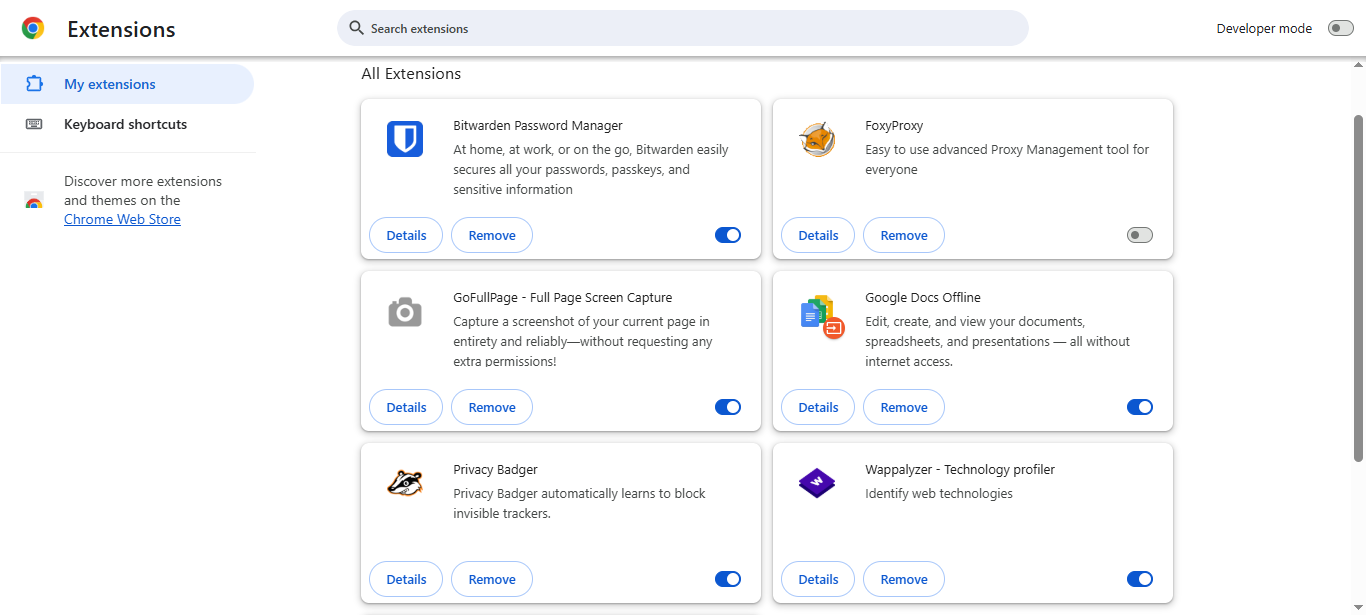 Extensions
Search extensions
Developer mode
My extensions
Keyboard shortcuts
Discover more extensions
and themes on the
Chrome Web Store
All Extensions
Bitwarden Password Manager
At home, at work, or on the go, Bitwarden easily
secures all your passwords, passkeys, and
sensitive information
Details
Remove
FoxyProxy
Easy to use advanced Proxy Management tool for
everyone
Details
Remove
GoFullPage - Full Page Screen Capture
Capture a screenshot of your current page in
entirety and reliably—without requesting any
extra permissions!
Details
Remove
Google Docs Offline
Edit, create, and view your documents,
spreadsheets, and presentations — all without
internet access.
Details
Remove
Privacy Badger
Privacy Badger automatically learns to block
invisible trackers.
Details
Remove
W
Wappalyzer - Technology profiler
Identify web technologies
Details
Remove